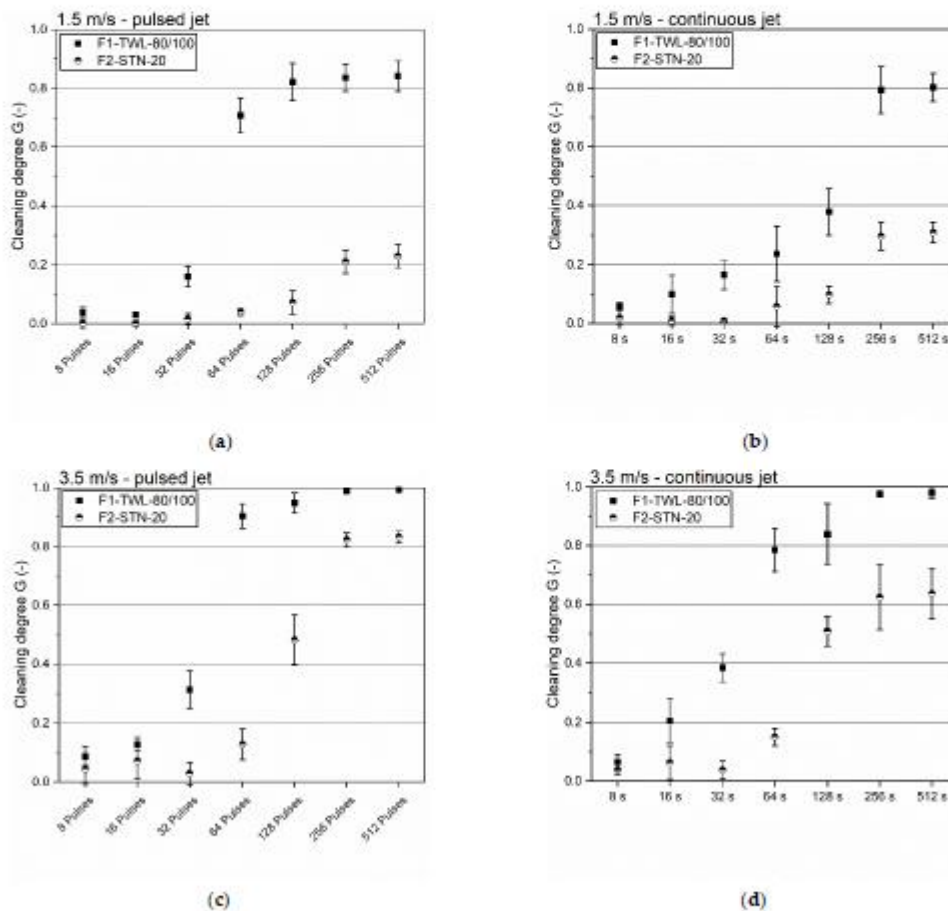 1.5 m/s - pulsed jet
F1-TWL-80/100
F2-STN-20
Cleaning degree G (-)
1.0
0.8
0.6
0.4
0.2
0.0
8 Pulses
16 Pulses
32 Pulses
64 Pulses
128 Pulses
256 Pulses
512 Pulses
(a)
1.5 m/s - continuous jet
F1-TWL-80/100
F2-STN-20
Cleaning degree G (-)
1.0
0.8
0.6
0.4
0.2
0.0
8 s
16 s
32 s
64 s
128 s
256 s
512 s
(b)
3.5 m/s - pulsed jet
F1-TWL-80/100
F2-STN-20
Cleaning degree G (-)
1.0
0.8
0.6
0.4
0.2
0.0
8 Pulses
16 Pulses
32 Pulses
64 Pulses
128 Pulses
256 Pulses
512 Pulses
(c)
3.5 m/s - continuous jet
F1-TWL-80/100
F2-STN-20
Cleaning degree G (-)
1.0
0.8
0.6
0.4
0.2
0.0
8 s
16 s
32 s
64 s
128 s
256 s
512 s
(d)